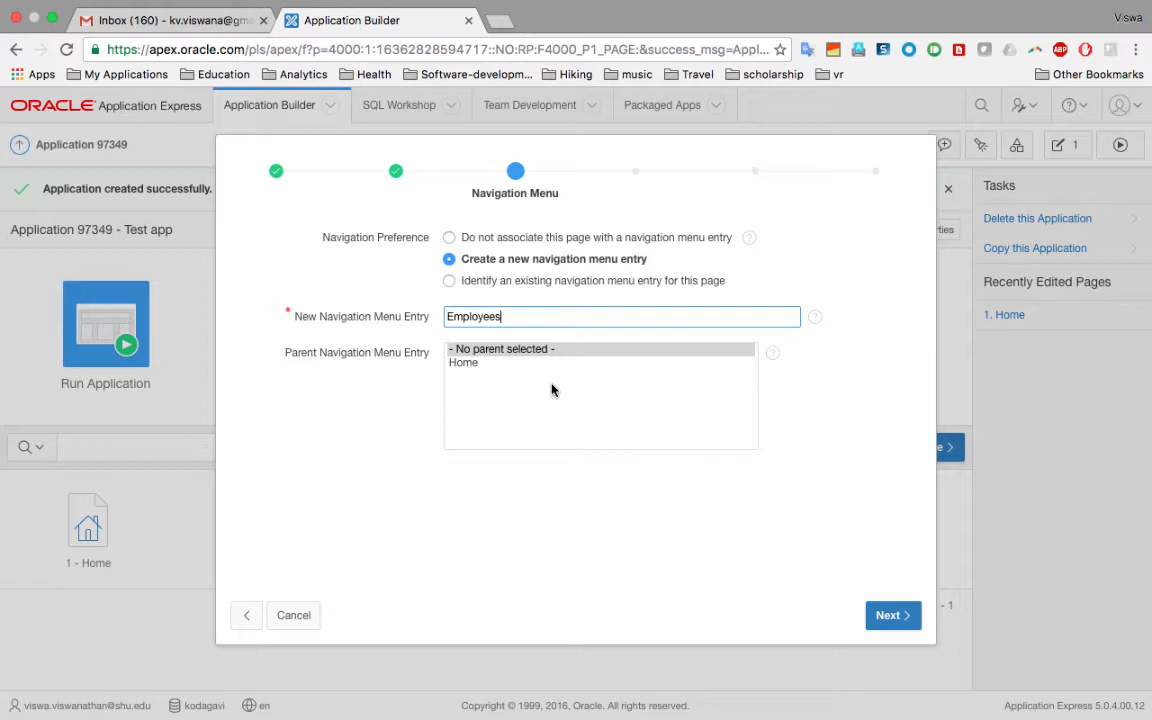 Inbox (160) - kv.viswana@gma
Application Builder
Viswa
https://apex.oracle.com/pls/apex/f?p=4000:1:16362828594717::NO:RP:F4000_P1_PAGE:&success_msg=Appl...
Apps My Applications Education Analytics Health Software-developm... Hiking music Travel scholarship vr Other Bookmarks
ORACLE Application Express Application Builder SQL Workshop Team Development Packaged Apps
Application 97349
1
Application created successfully.
Application 97349 - Test app
Run Application
1 - Home
Navigation Menu
Navigation Preference
Do not associate this page with a navigation menu entry
Create a new navigation menu entry
Identify an existing navigation menu entry for this page
* New Navigation Menu Entry Employees
Parent Navigation Menu Entry - No parent selected -
Home
Cancel
Next
rties
e
- 1
Tasks
Delete this Application
Copy this Application
Recently Edited Pages
1. Home
viswa.viswanathan@shu.edu kodagavi en
Copyright © 1999, 2016, Oracle. All rights reserved.
Application Express 5.0.4.00.12